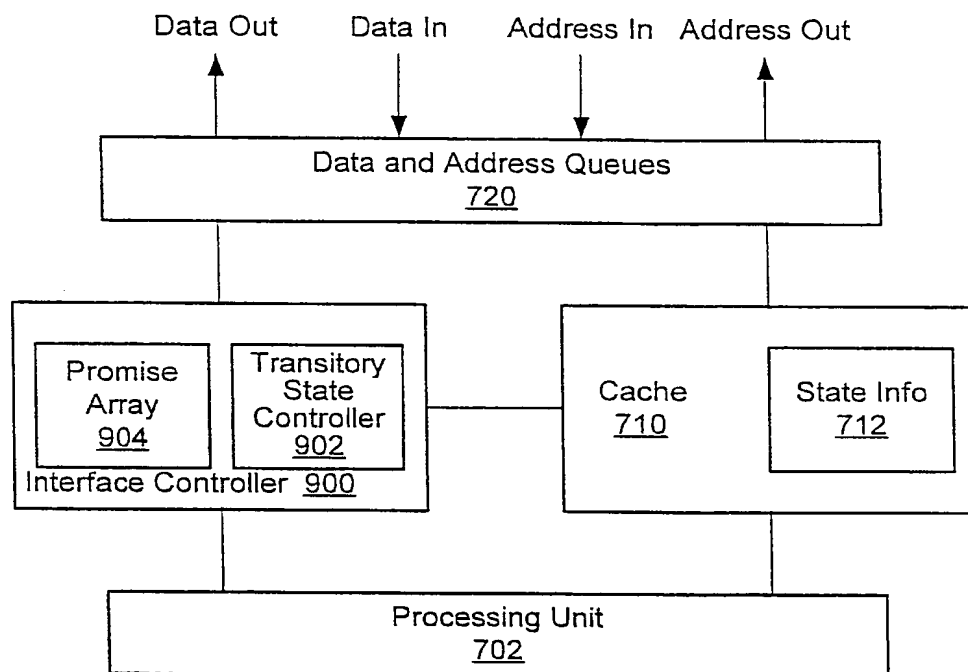 Data Out Data In Address In Address Out
Data and Address Queues
720
Promise
Array
904
Transitory
State
Controller
902
Interface Controller 900
Cache
710
State Info
712
Processing Unit
702